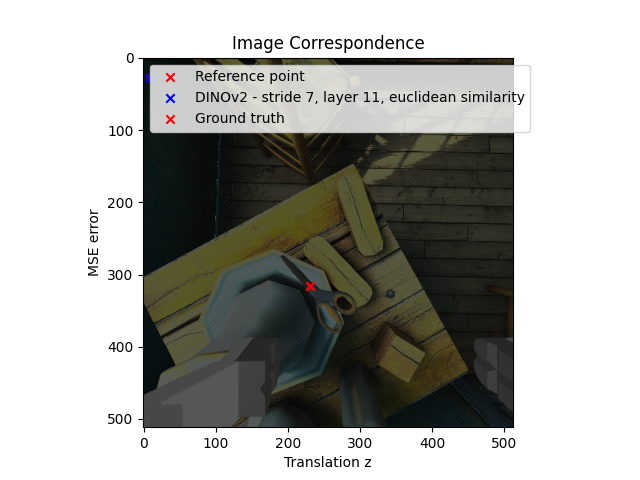 Image Correspondence
Reference point
DINOv2 - stride 7, layer 11, euclidean similarity
Ground truth
0
100
200
300
400
500
MSE error
0 100 200 300 400 500
Translation z